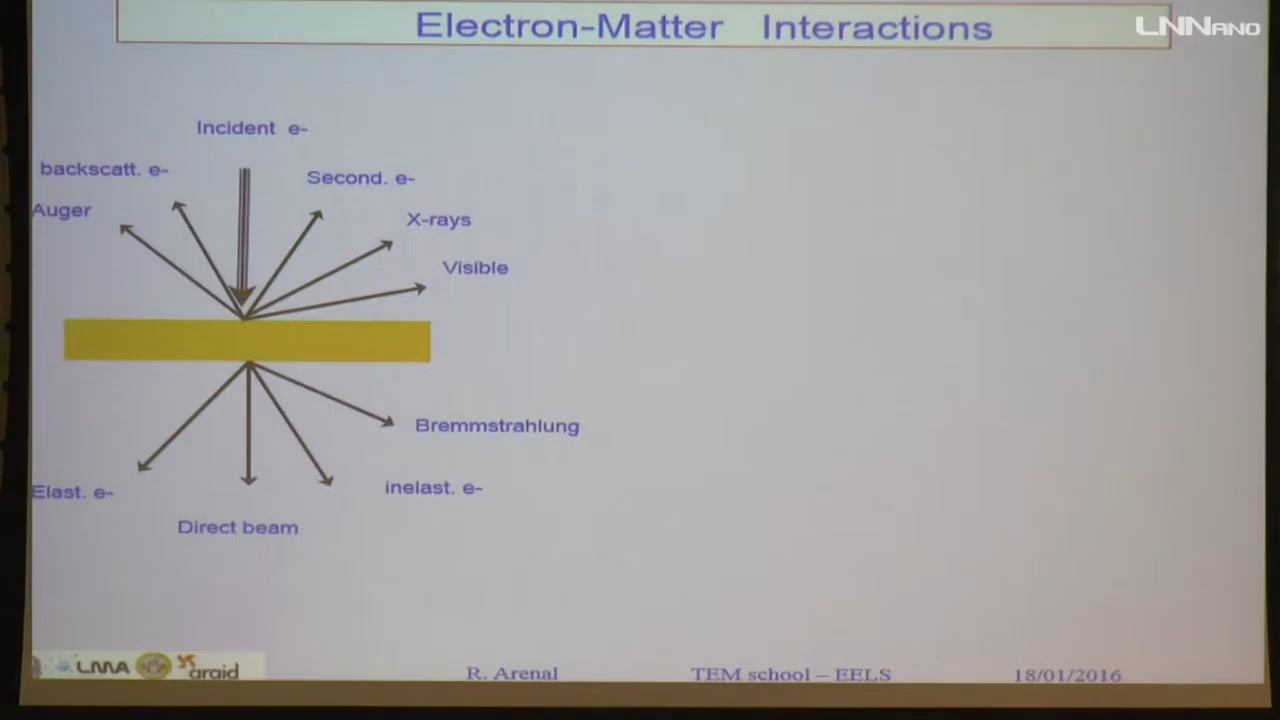 Electron-Matter Interactions
LNNANO
Incident e-
backscatt. e-
Second. e-
Auger
X-rays
Visible
Bremmstrahlung
Elast. e-
inelast. e-
Direct beam
LMA
araid
R. Arenal
TEM school – EELS
18/01/2016